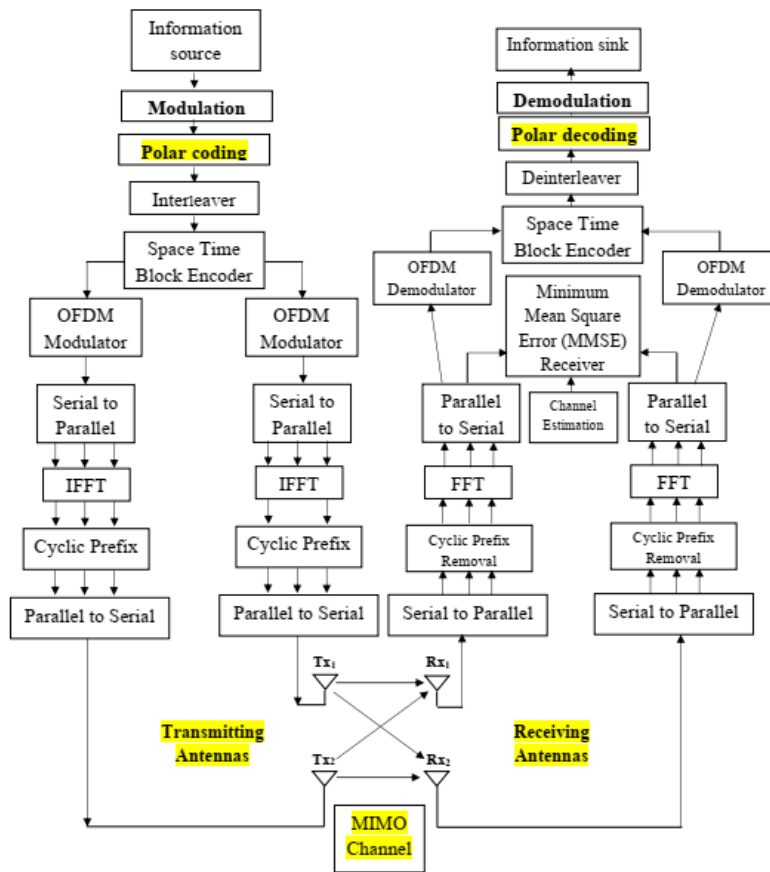 Information
source
Modulation
Polar coding
Interleaver
Space Time
Block Encoder
OFDM
Modulator
OFDM
Modulator
Serial to
Parallel
Serial to
Parallel
IFFT
IFFT
Cyclic Prefix
Cyclic Prefix
Parallel to Serial
Parallel to Serial
Information sink
Demodulation
Polar decoding
Deinterleaver
Space Time
Block Encoder
OFDM
Demodulator
OFDM
Demodulator
Minimum
Mean Square
Error (MMSE)
Receiver
Channel
Estimation
Parallel
to Serial
Parallel
to Serial
FFT
FFT
Cyclic Prefix
Removal
Cyclic Prefix
Removal
Serial to Parallel
Serial to Parallel
Tx1
Rx1
Transmitting
Antennas
Receiving
Antennas
Tx2
Rx2
MIMO
Channel